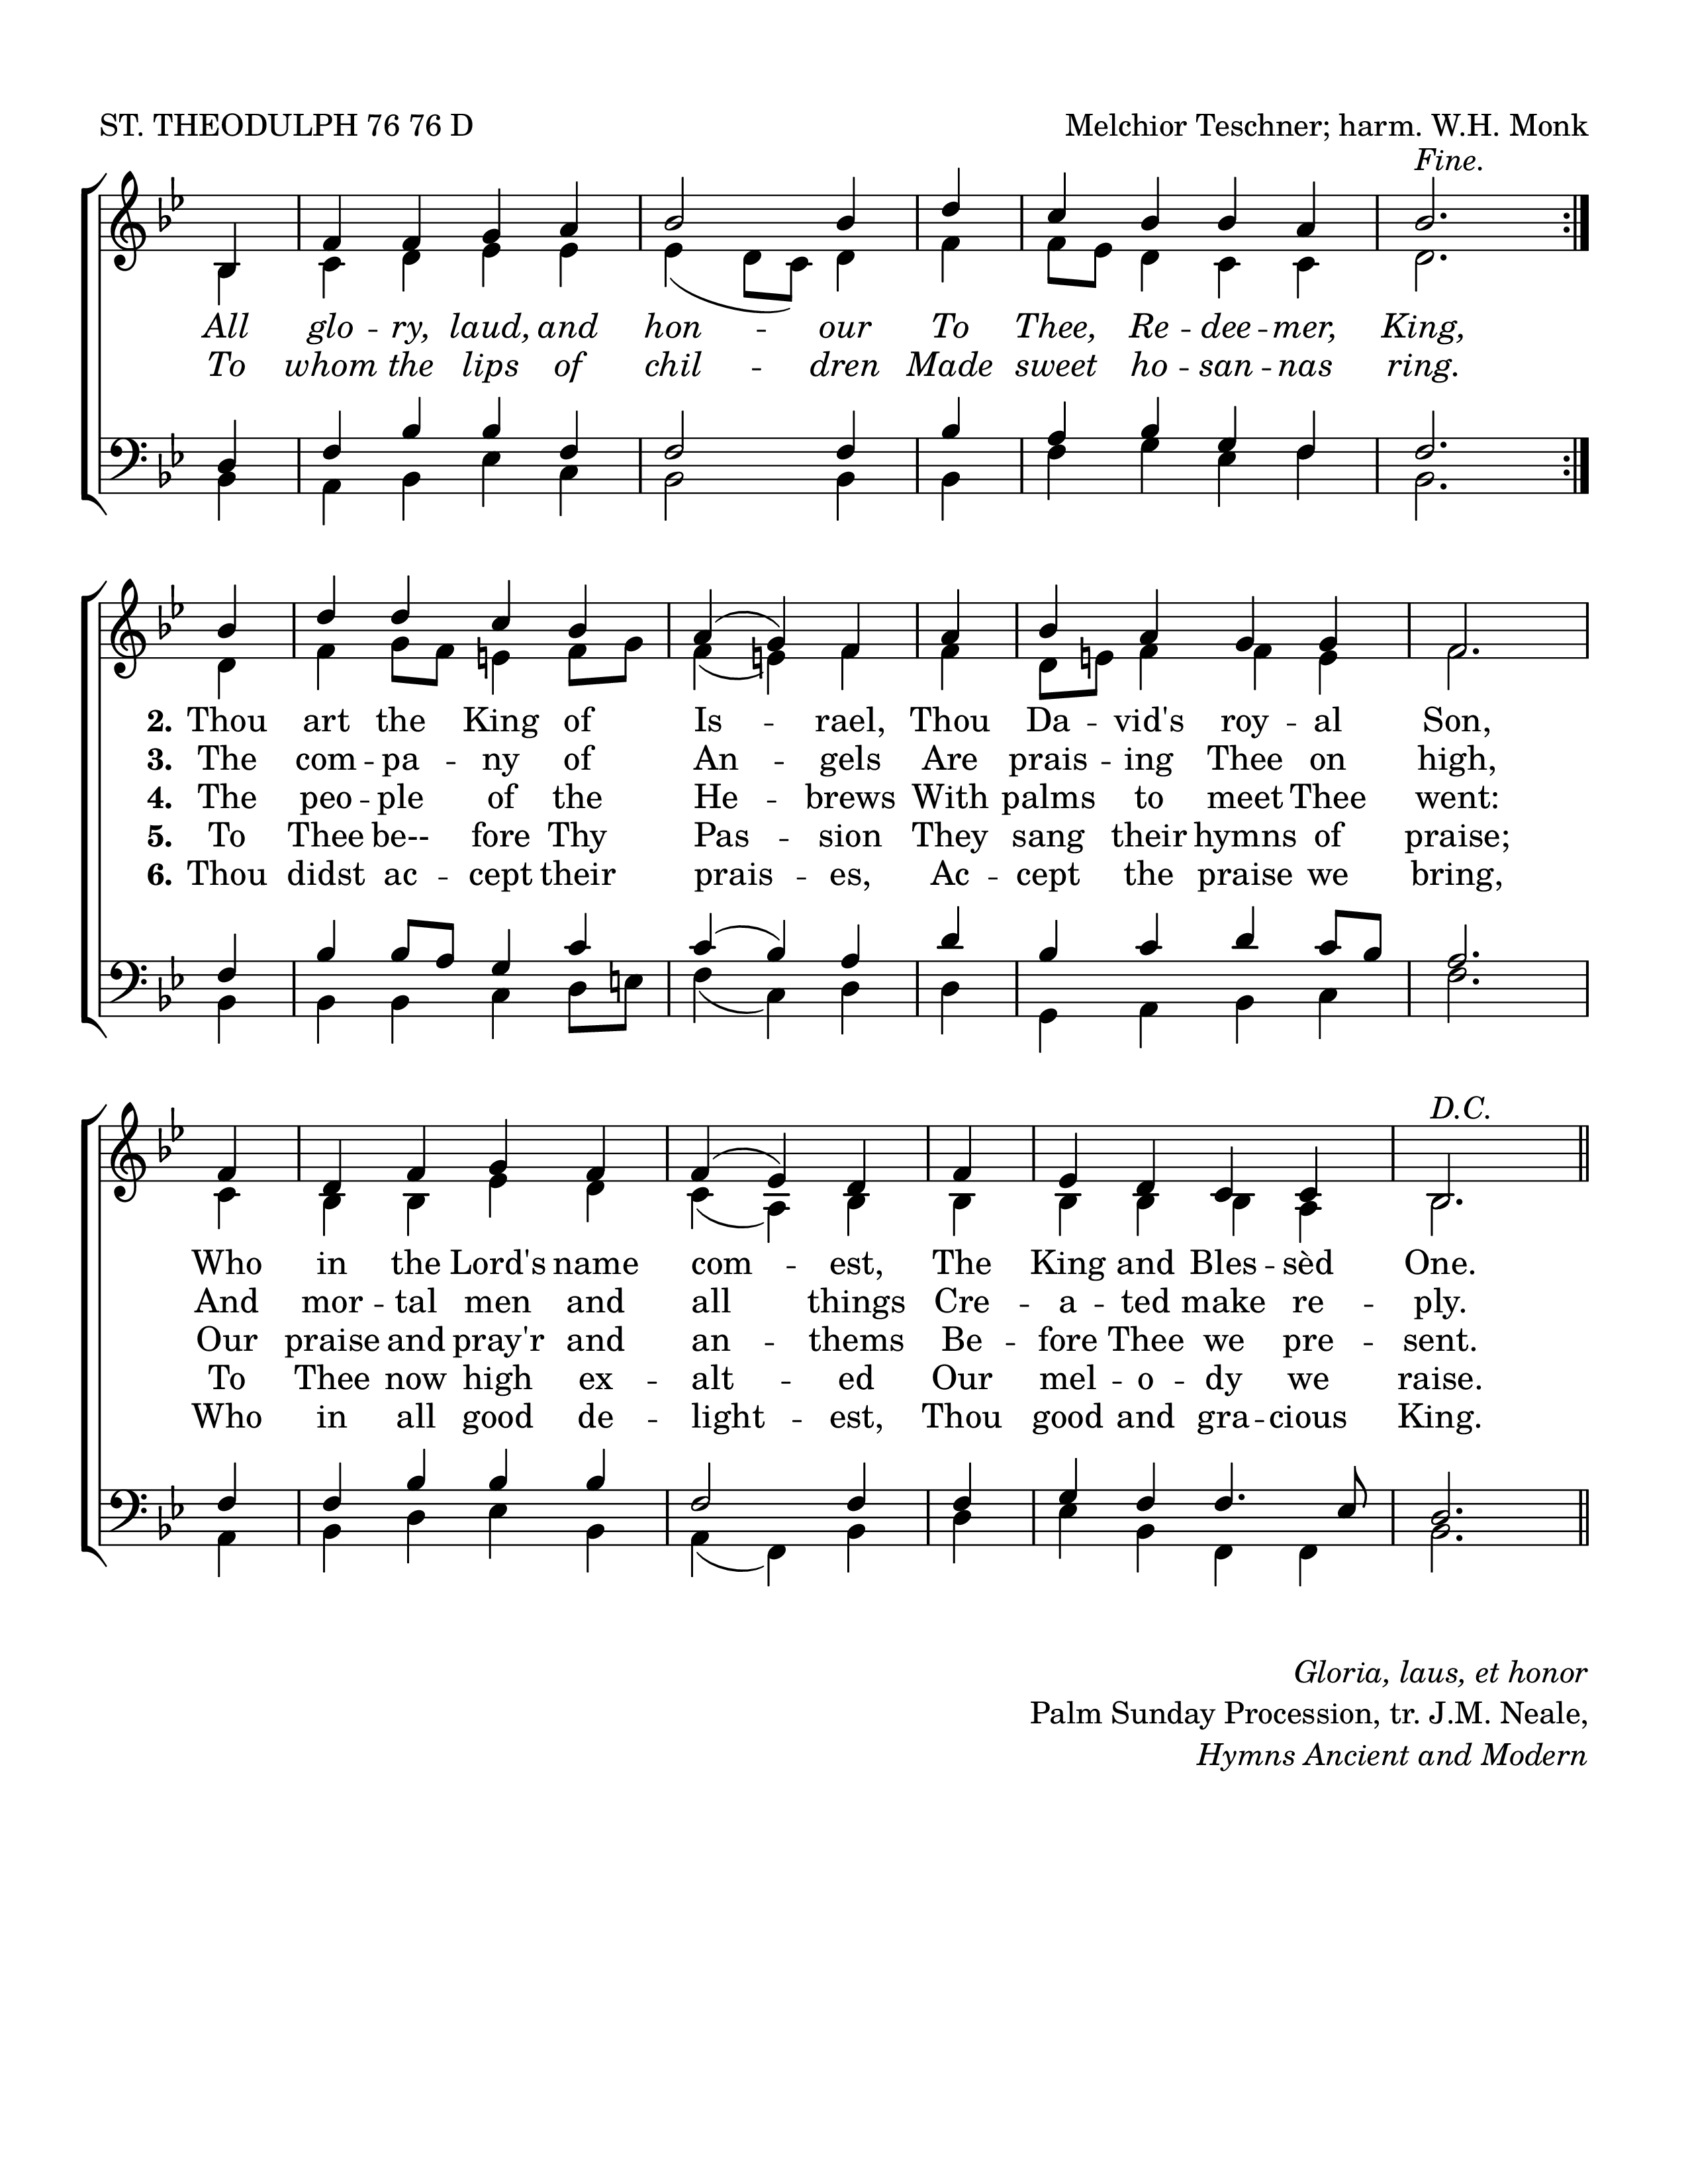 ST. THEODULPH 76 76 D Melchior Teschner; harm. W.H. Monk
Fine.
All glo -- ry, laud, and hon -- our To Thee, Re -- dee -- mer, King,
To whom the lips of chil -- dren Made sweet ho -- san -- nas ring.
2. Thou art the King of Is -- rael, Thou Da -- vid's roy -- al Son,
3. The com -- pa -- ny of An -- gels Are prais -- ing Thee on high,
4. The peo -- ple of the He -- brews With palms to meet Thee went:
5. To Thee be-- fore Thy Pas -- sion They sang their hymns of praise;
6. Thou didst ac -- cept their prais -- es, Ac -- cept the praise we bring,
D.C.
Who in the Lord's name com -- est, The King and Bles -- sèd One.
And mor -- tal men and all things Cre -- a -- ted make re -- ply.
Our praise and pray'r and an -- thems Be -- fore Thee we pre -- sent.
To Thee now high ex -- alt -- ed Our mel -- o -- dy we raise.
Who in all good de -- light -- est, Thou good and gra -- cious King.
Gloria, laus, et honor
Palm Sunday Procession, tr. J.M. Neale,
Hymns Ancient and Modern